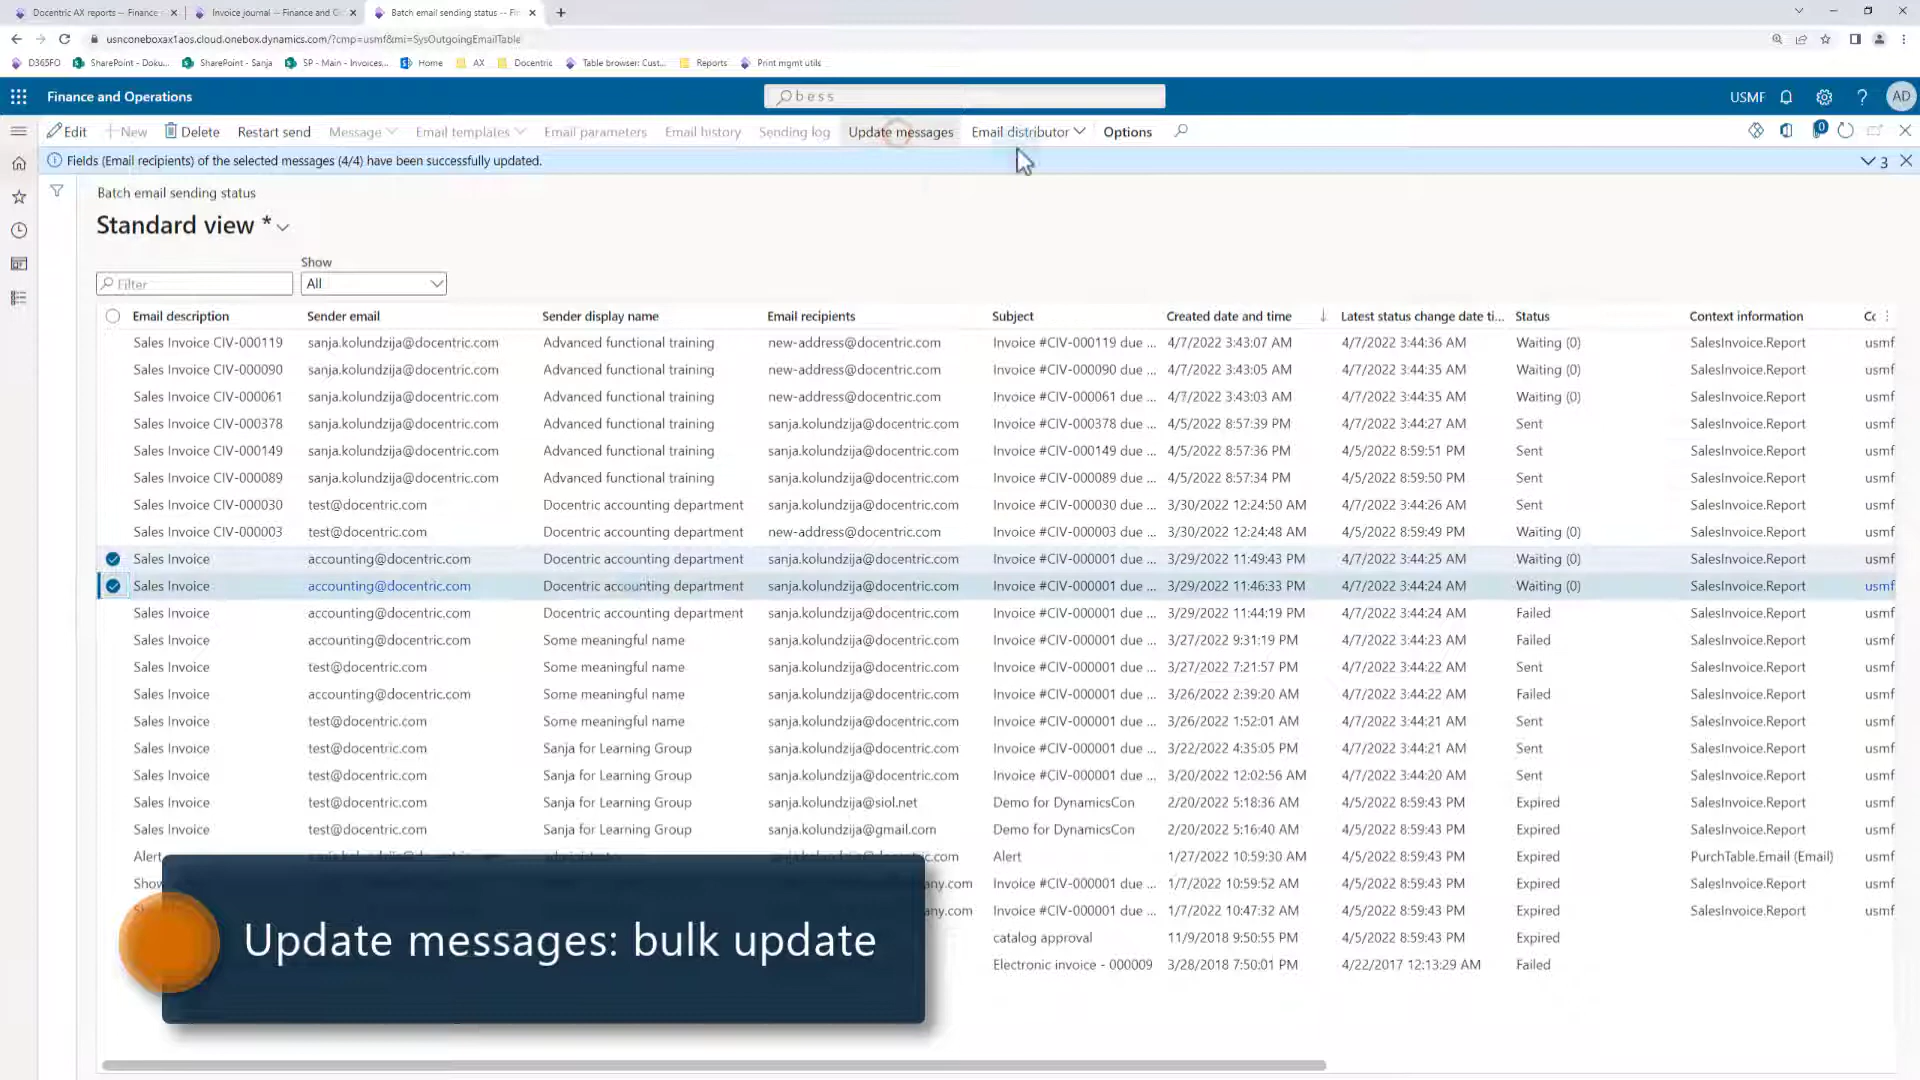 Docentric AX reports — Finance
Invoice journal — Finance and O
Batch email sending status -- Fi
usnconeboxax1aos.cloud.onebox.dynamics.com/?cmp=usmf&mi=SysOutgoingEmailTable
D365FO SharePoint - Doku... SharePoint - Sanja SP - Main - Invoices... Home AX Docentric Table browser: Cust... Reports Print mgmt utils
Finance and Operations bess USMF ? AD
Edit New Delete Restart send Message Email templates Email parameters Email history Sending log Update messages Email distributor Options 0
Fields (Email recipients) of the selected messages (4/4) have been successfully updated. 3
Batch email sending status
Standard view *
Show
Filter All
Email description Sender email Sender display name Email recipients Subject Created date and time Latest status change date ti... Status Context information Cc
Sales Invoice CIV-000119 sanja.kolundzija@docentric.com Advanced functional training new-address@docentric.com Invoice #CIV-000119 due ... 4/7/2022 3:43:07 AM 4/7/2022 3:44:36 AM Waiting (0) SalesInvoice.Report usmf
Sales Invoice CIV-000090 sanja.kolundzija@docentric.com Advanced functional training new-address@docentric.com Invoice #CIV-000090 due ... 4/7/2022 3:43:05 AM 4/7/2022 3:44:35 AM Waiting (0) SalesInvoice.Report usmf
Sales Invoice CIV-000061 sanja.kolundzija@docentric.com Advanced functional training new-address@docentric.com Invoice #CIV-000061 due ... 4/7/2022 3:43:03 AM 4/7/2022 3:44:35 AM Waiting (0) SalesInvoice.Report usmf
Sales Invoice CIV-000378 sanja.kolundzija@docentric.com Advanced functional training sanja.kolundzija@docentric.com Invoice #CIV-000378 due ... 4/5/2022 8:57:39 PM 4/7/2022 3:44:27 AM Sent SalesInvoice.Report usmf
Sales Invoice CIV-000149 sanja.kolundzija@docentric.com Advanced functional training sanja.kolundzija@docentric.com Invoice #CIV-000149 due ... 4/5/2022 8:57:36 PM 4/5/2022 8:59:51 PM Sent SalesInvoice.Report usmf
Sales Invoice CIV-000089 sanja.kolundzija@docentric.com Advanced functional training sanja.kolundzija@docentric.com Invoice #CIV-000089 due ... 4/5/2022 8:57:34 PM 4/5/2022 8:59:50 PM Sent SalesInvoice.Report usmf
Sales Invoice CIV-000030 test@docentric.com Docentric accounting department sanja.kolundzija@docentric.com Invoice #CIV-000030 due ... 3/30/2022 12:24:50 AM 4/7/2022 3:44:26 AM Sent SalesInvoice.Report usmf
Sales Invoice CIV-000003 test@docentric.com Docentric accounting department new-address@docentric.com Invoice #CIV-000003 due ... 3/30/2022 12:24:48 AM 4/5/2022 8:59:49 PM Waiting (0) SalesInvoice.Report usmf
Sales Invoice accounting@docentric.com Docentric accounting department sanja.kolundzija@docentric.com Invoice #CIV-000001 due ... 3/29/2022 11:49:43 PM 4/7/2022 3:44:25 AM Waiting (0) SalesInvoice.Report usmf
Sales Invoice accounting@docentric.com Docentric accounting department sanja.kolundzija@docentric.com Invoice #CIV-000001 due ... 3/29/2022 11:46:33 PM 4/7/2022 3:44:24 AM Waiting (0) SalesInvoice.Report usmf
Sales Invoice accounting@docentric.com Docentric accounting department sanja.kolundzija@docentric.com Invoice #CIV-000001 due ... 3/29/2022 11:44:19 PM 4/7/2022 3:44:24 AM Failed SalesInvoice.Report usmf
Sales Invoice accounting@docentric.com Some meaningful name sanja.kolundzija@docentric.com Invoice #CIV-000001 due ... 3/27/2022 9:31:19 PM 4/7/2022 3:44:23 AM Failed SalesInvoice.Report usmf
Sales Invoice test@docentric.com Some meaningful name sanja.kolundzija@docentric.com Invoice #CIV-000001 due ... 3/27/2022 7:21:57 PM 4/7/2022 3:44:22 AM Sent SalesInvoice.Report usmf
Sales Invoice accounting@docentric.com Some meaningful name sanja.kolundzija@docentric.com Invoice #CIV-000001 due ... 3/26/2022 2:39:20 AM 4/7/2022 3:44:22 AM Failed SalesInvoice.Report usmf
Sales Invoice test@docentric.com Some meaningful name sanja.kolundzija@docentric.com Invoice #CIV-000001 due ... 3/26/2022 1:52:01 AM 4/7/2022 3:44:21 AM Sent SalesInvoice.Report usmf
Sales Invoice test@docentric.com Sanja for Learning Group sanja.kolundzija@docentric.com Invoice #CIV-000001 due ... 3/22/2022 4:35:05 PM 4/7/2022 3:44:21 AM Sent SalesInvoice.Report usmf
Sales Invoice test@docentric.com Sanja for Learning Group sanja.kolundzija@docentric.com Invoice #CIV-000001 due ... 3/20/2022 12:02:56 AM 4/7/2022 3:44:20 AM Sent SalesInvoice.Report usmf
Sales Invoice test@docentric.com Sanja for Learning Group sanja.kolundzija@siol.net Demo for DynamicsCon 2/20/2022 5:18:36 AM 4/5/2022 8:59:43 PM Expired SalesInvoice.Report usmf
Sales Invoice test@docentric.com Sanja for Learning Group sanja.kolundzija@gmail.com Demo for DynamicsCon 2/20/2022 5:16:40 AM 4/5/2022 8:59:43 PM Expired SalesInvoice.Report usmf
Alert Alert 1/27/2022 10:59:30 AM 4/5/2022 8:59:43 PM Expired PurchTable.Email (Email) usmf
Show any.com Invoice #CIV-000001 due ... 1/7/2022 10:59:52 AM 4/5/2022 8:59:43 PM Expired SalesInvoice.Report usmf
any.com Invoice #CIV-000001 due ... 1/7/2022 10:47:32 AM 4/5/2022 8:59:43 PM Expired SalesInvoice.Report usmf
catalog approval 11/9/2018 9:50:55 PM 4/5/2022 8:59:43 PM Expired
Electronic invoice - 000009 3/28/2018 7:50:01 PM 4/22/2017 12:13:29 AM Failed
Update messages: bulk update